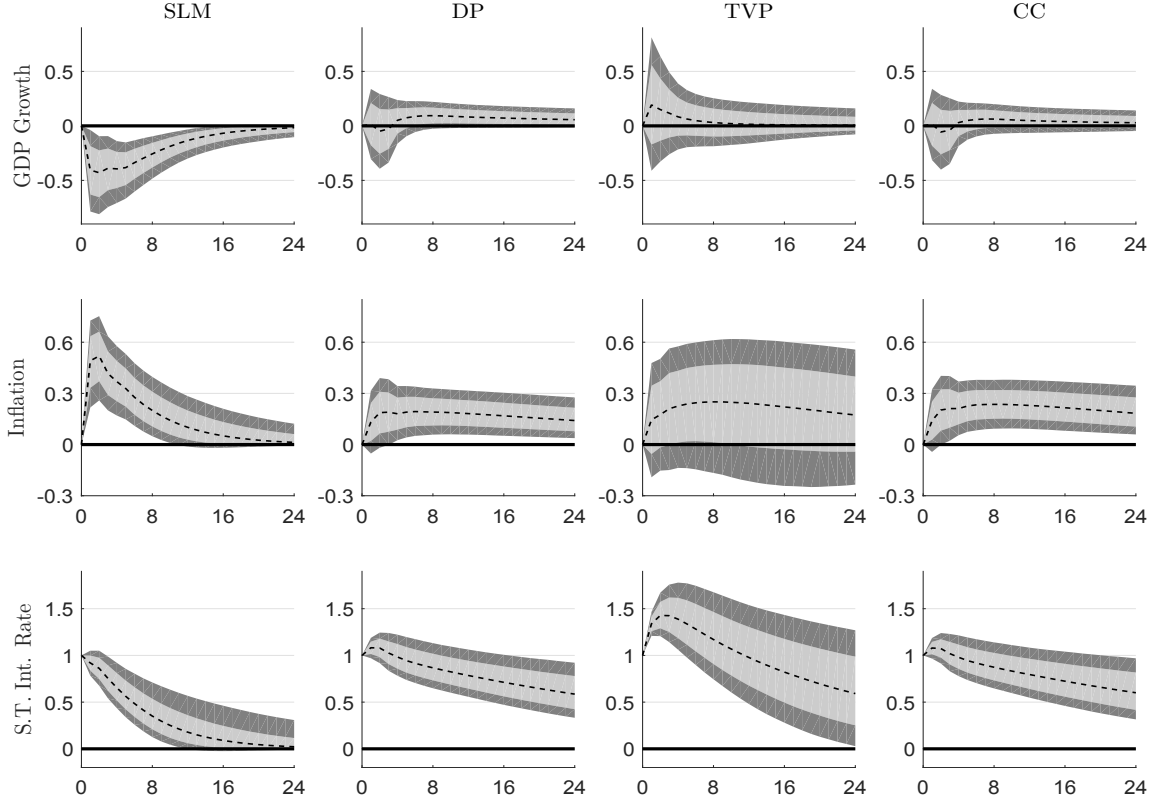 SLM DP TVP CC
GDP Growth
0.5 0.5 0.5 0.5
0 0 0 0
-0.5 -0.5 -0.5 -0.5
0 8 16 24 0 8 16 24 0 8 16 24 0 8 16 24
Inflation
0.6 0.6 0.6 0.6
0.3 0.3 0.3 0.3
0 0 0 0
-0.3 -0.3 -0.3 -0.3
0 8 16 24 0 8 16 24 0 8 16 24 0 8 16 24
S.T. Int. Rate
1.5 1.5 1.5 1.5
1 1 1 1
0.5 0.5 0.5 0.5
0 0 0 0
0 8 16 24 0 8 16 24 0 8 16 24 0 8 16 24